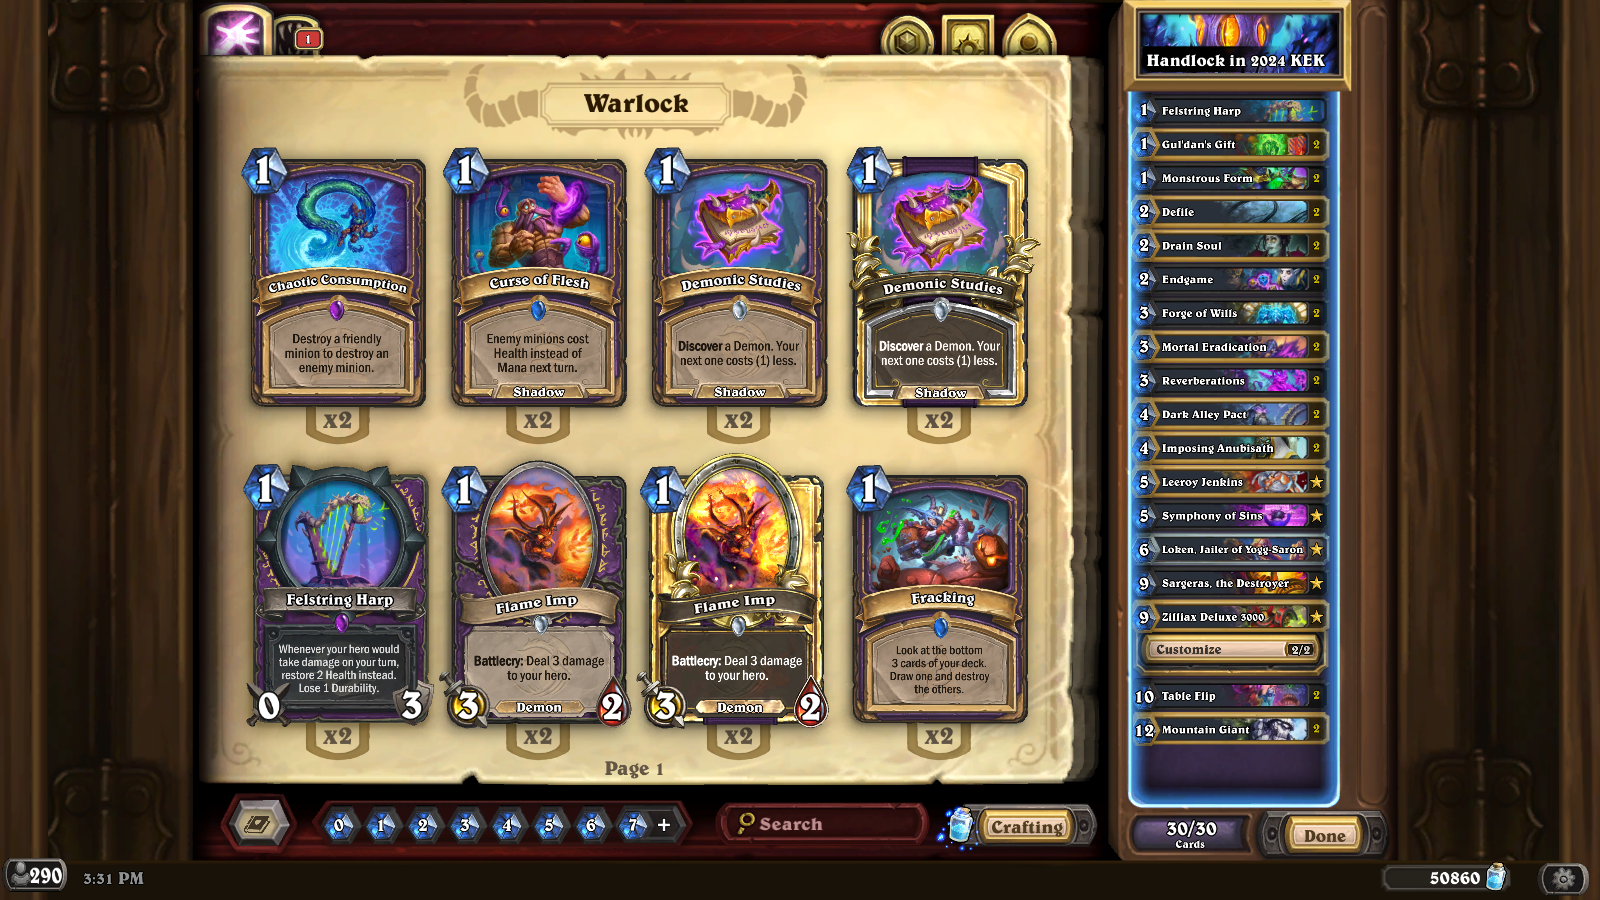 1
Handlock in 2024 KEK
Warlock
1
Chaotic Consumption
Destroy a friendly
minion to destroy an
enemy minion.
x2
1
Curse of Flesh
Enemy minions cost
Health instead of
Mana next turn.
Shadow
x2
1
Demonic Studies
Discover a Demon. Your
next one costs (1) less.
Shadow
x2
1
Demonic Studies
Discover a Demon. Your
next one costs (1) less.
Shadow
x2
1
Felstring Harp
Whenever your hero would
take damage on your turn,
restore 2 Health instead.
Lose 1 Durability.
0
3
x2
1
Flame Imp
Battlecry: Deal 3 damage
to your hero.
3
Demon
2
x2
1
Flame Imp
Battlecry: Deal 3 damage
to your hero.
3
Demon
2
x2
1
Fracking
Look at the bottom
3 cards of your deck.
Draw one and destroy
the others.
x2
Page 1
1 Felstring Harp
1 Gul'dan's Gift 2
1 Monstrous Form 2
2 Defile 2
2 Drain Soul 2
2 Endgame 2
3 Forge of Wills 2
3 Mortal Eradication 2
3 Reverberations 2
4 Dark Alley Pact 2
4 Imposing Anubisath 2
5 Leeroy Jenkins
5 Symphony of Sins
6 Loken, Jailer of Yogg-Saron
9 Sargeras, the Destroyer
9 Zilliax Deluxe 3000
Customize 2/2
10 Table Flip 2
12 Mountain Giant 2
0 1 2 3 4 5 6 7 +
Search
Crafting
30/30
Cards
Done
290
3:31 PM
50860